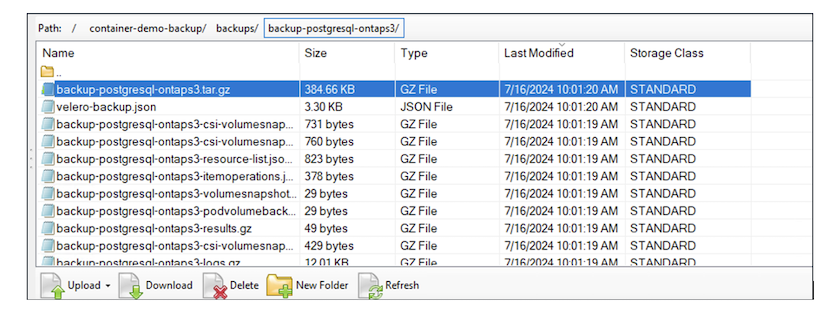 Path: / container-demo-backup/ backups/ backup-postgresql-ontaps3/
Name Size Type Last Modified Storage Class
..
backup-postgresql-ontaps3.tar.gz 384.66 KB GZ File 7/16/2024 10:01:20 AM STANDARD
velero-backup.json 3.30 KB JSON File 7/16/2024 10:01:20 AM STANDARD
backup-postgresql-ontaps3-csi-volumesnap... 731 bytes GZ File 7/16/2024 10:01:19 AM STANDARD
backup-postgresql-ontaps3-csi-volumesnap... 760 bytes GZ File 7/16/2024 10:01:19 AM STANDARD
backup-postgresql-ontaps3-resource-list.jso... 823 bytes GZ File 7/16/2024 10:01:19 AM STANDARD
backup-postgresql-ontaps3-itemoperations.j... 378 bytes GZ File 7/16/2024 10:01:19 AM STANDARD
backup-postgresql-ontaps3-volumesnapshot... 29 bytes GZ File 7/16/2024 10:01:19 AM STANDARD
backup-postgresql-ontaps3-podvolumeback... 29 bytes GZ File 7/16/2024 10:01:19 AM STANDARD
backup-postgresql-ontaps3-results.gz 49 bytes GZ File 7/16/2024 10:01:19 AM STANDARD
backup-postgresql-ontaps3-csi-volumesnap... 429 bytes GZ File 7/16/2024 10:01:19 AM STANDARD
backup-postgresql-ontaps3-logs.gz 12.01 KB GZ File 7/16/2024 10:01:19 AM STANDARD
Upload Download Delete New Folder Refresh